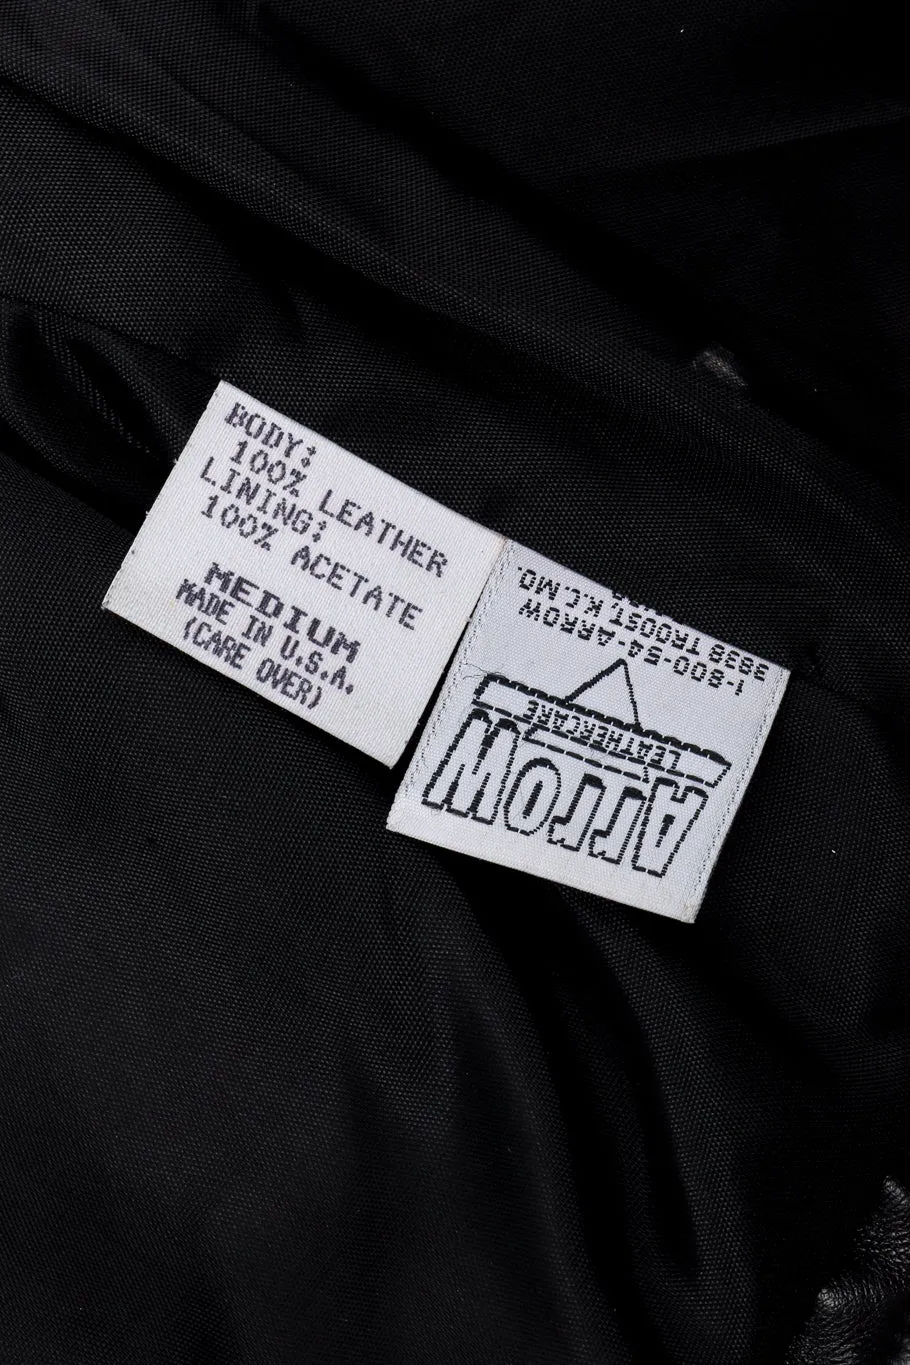 BODY:
100% LEATHER
LINING:
100% ACETATE
MEDIUM
MADE IN U.S.A.
(CARE OVER)
ARROW
LEATHERCARE
1-800-54-ARROW
3838 TROOST, K.C. MO.